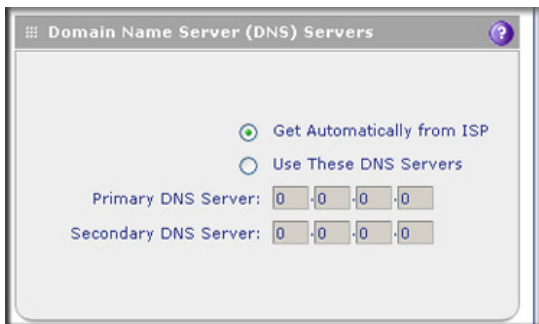 Domain Name Server (DNS) Servers ?
Get Automatically from ISP
Use These DNS Servers
Primary DNS Server: 0 .0 .0 .0
Secondary DNS Server: 0 .0 .0 .0